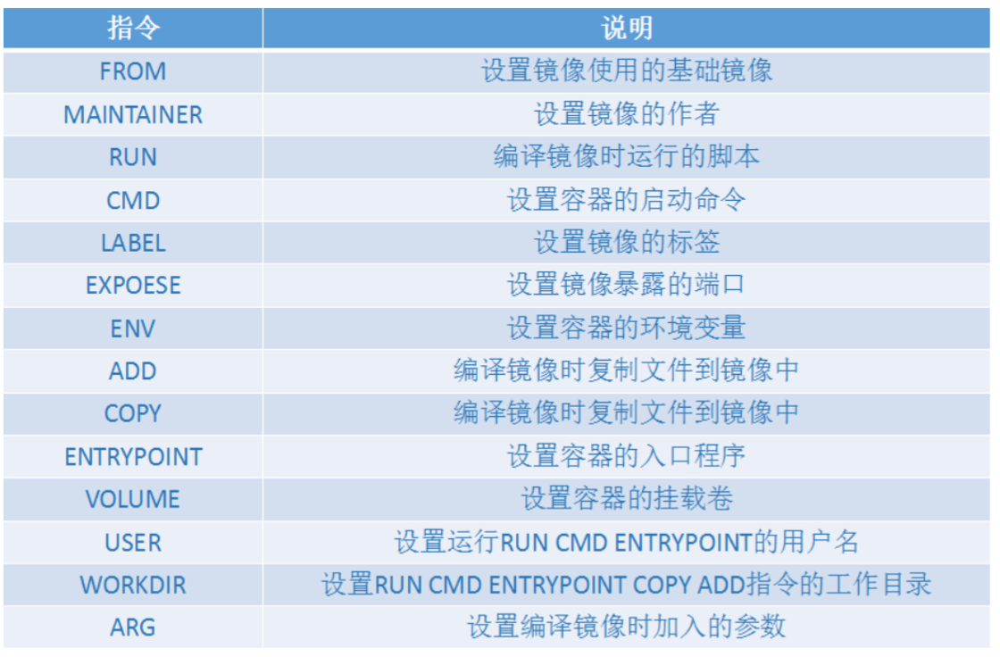 指令 说明
FROM 设置镜像使用的基础镜像
MAINTAINER 设置镜像的作者
RUN 编译镜像时运行的脚本
CMD 设置容器的启动命令
LABEL 设置镜像的标签
EXPOESE 设置镜像暴露的端口
ENV 设置容器的环境变量
ADD 编译镜像时复制文件到镜像中
COPY 编译镜像时复制文件到镜像中
ENTRYPOINT 设置容器的入口程序
VOLUME 设置容器的挂载卷
USER 设置运行RUN CMD ENTRYPOINT的用户名
WORKDIR 设置RUN CMD ENTRYPOINT COPY ADD指令的工作目录
ARG 设置编译镜像时加入的参数